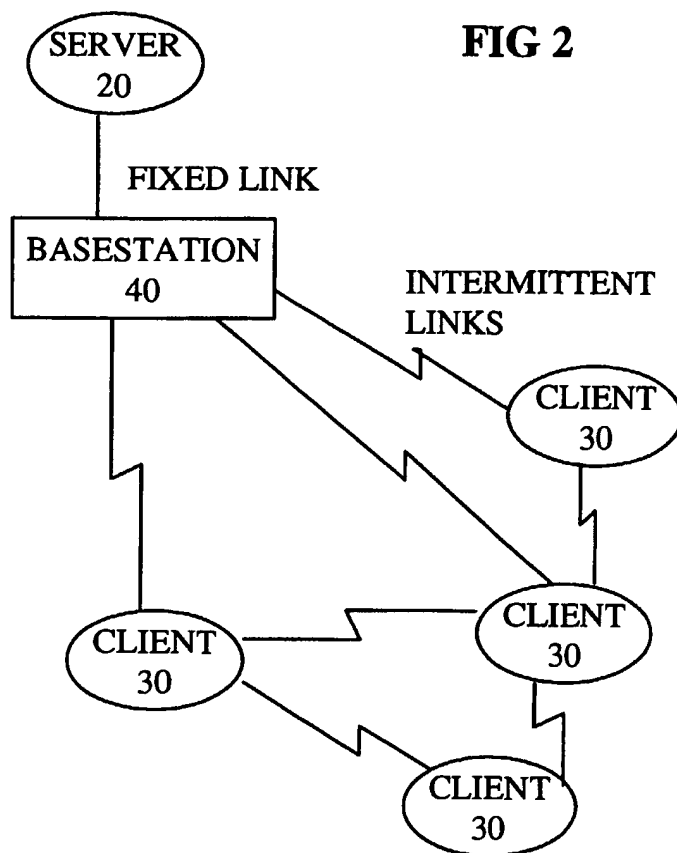 FIG 2
SERVER
20
FIXED LINK
BASESTATION
40
INTERMITTENT
LINKS
CLIENT
30
CLIENT
30
CLIENT
30
CLIENT
30